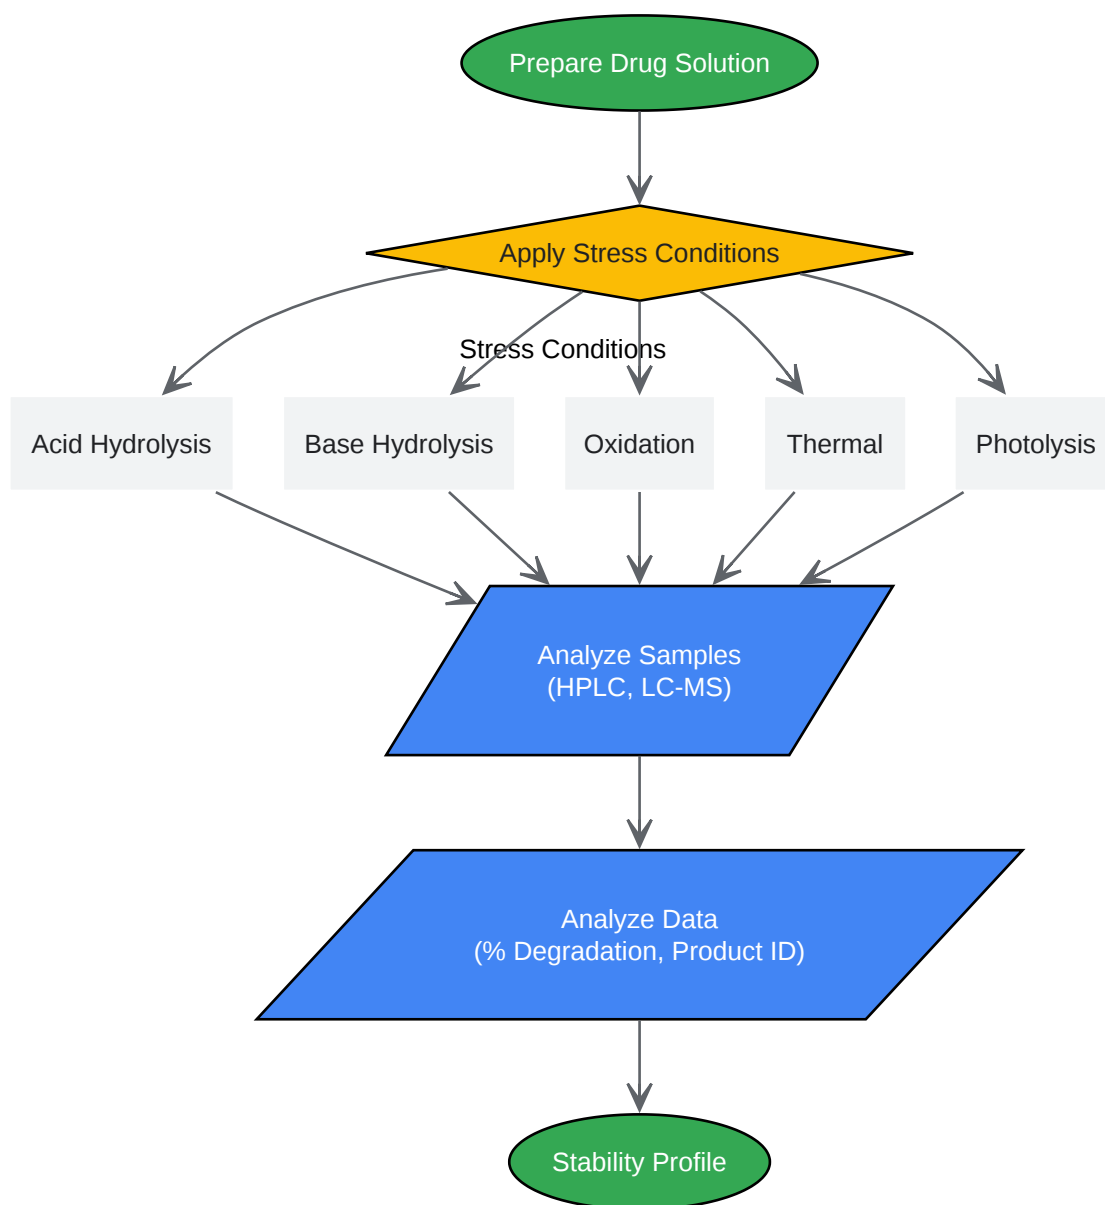 Prepare Drug Solution
Apply Stress Conditions
Stress Conditions
Acid Hydrolysis
Base Hydrolysis
Oxidation
Thermal
Photolysis
Analyze Samples
(HPLC, LC-MS)
Analyze Data
(% Degradation, Product ID)
Stability Profile